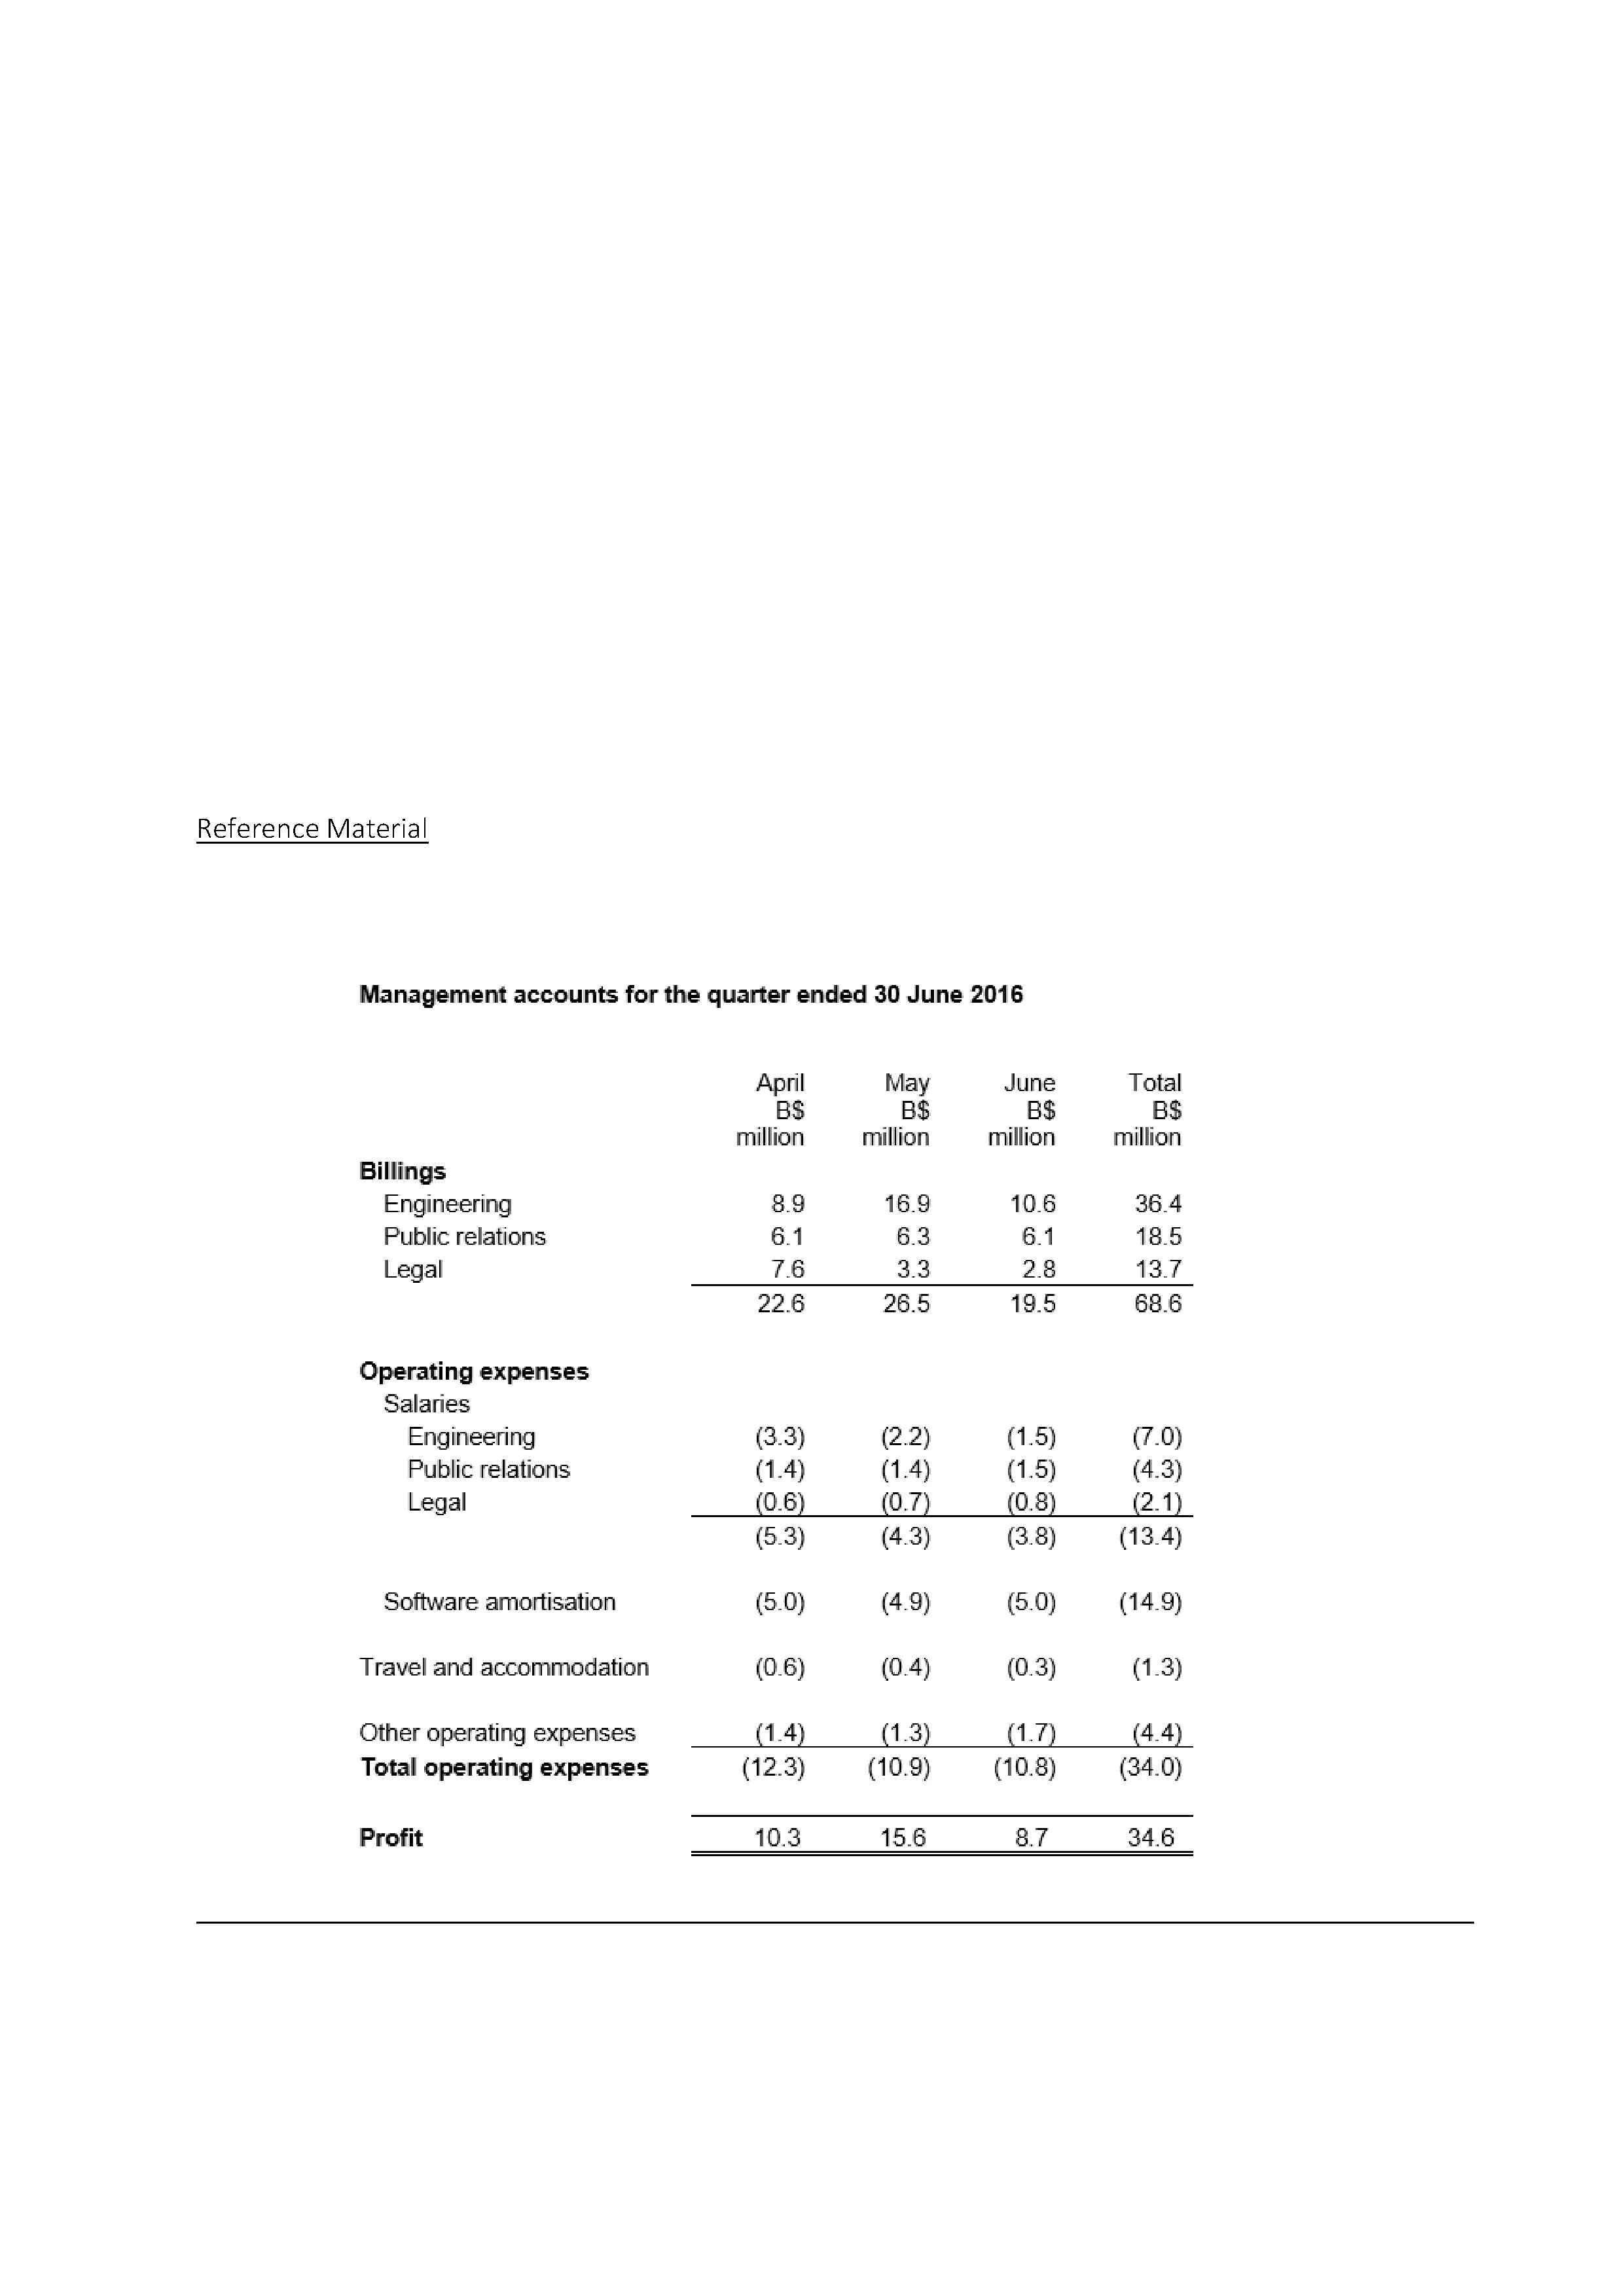 Reference Material
Management accounts for the quarter ended 30 June 2016
April May June Total
B$ B$ B$ B$
million million million million
Billings
Engineering 8.9 16.9 10.6 36.4
Public relations 6.1 6.3 6.1 18.5
Legal 7.6 3.3 2.8 13.7
22.6 26.5 19.5 68.6
Operating expenses
Salaries
Engineering (3.3) (2.2) (1.5) (7.0)
Public relations (1.4) (1.4) (1.5) (4.3)
Legal (0.6) (0.7) (0.8) (2.1)
(5.3) (4.3) (3.8) (13.4)
Software amortisation (5.0) (4.9) (5.0) (14.9)
Travel and accommodation (0.6) (0.4) (0.3) (1.3)
Other operating expenses (1.4) (1.3) (1.7) (4.4)
Total operating expenses (12.3) (10.9) (10.8) (34.0)
Profit 10.3 15.6 8.7 34.6